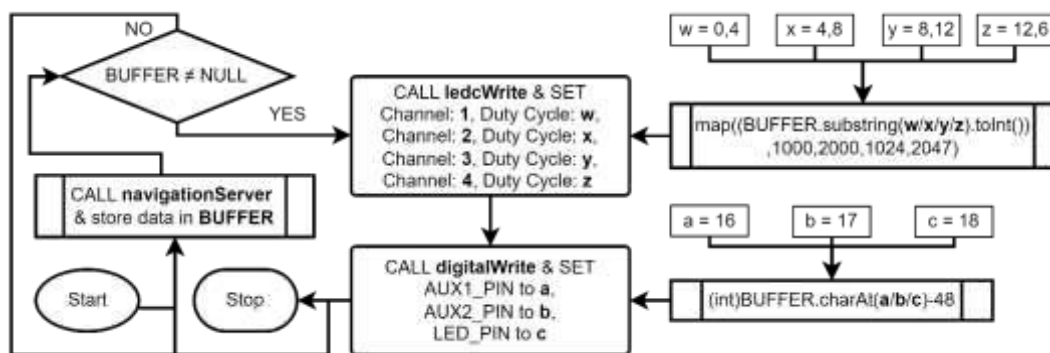 NO
BUFFER ≠ NULL
YES
CALL navigationServer
& store data in BUFFER
Start
Stop
CALL ledcWrite & SET
Channel: 1, Duty Cycle: w,
Channel: 2, Duty Cycle: x,
Channel: 3, Duty Cycle: y,
Channel: 4, Duty Cycle: z
CALL digitalWrite & SET
AUX1_PIN to a,
AUX2_PIN to b,
LED_PIN to c
w = 0,4
x = 4,8
y = 8,12
z = 12,6
map((BUFFER.substring(w/x/y/z).toInt())
,1000,2000,1024,2047)
a = 16
b = 17
c = 18
(int)BUFFER.charAt(a/b/c)-48